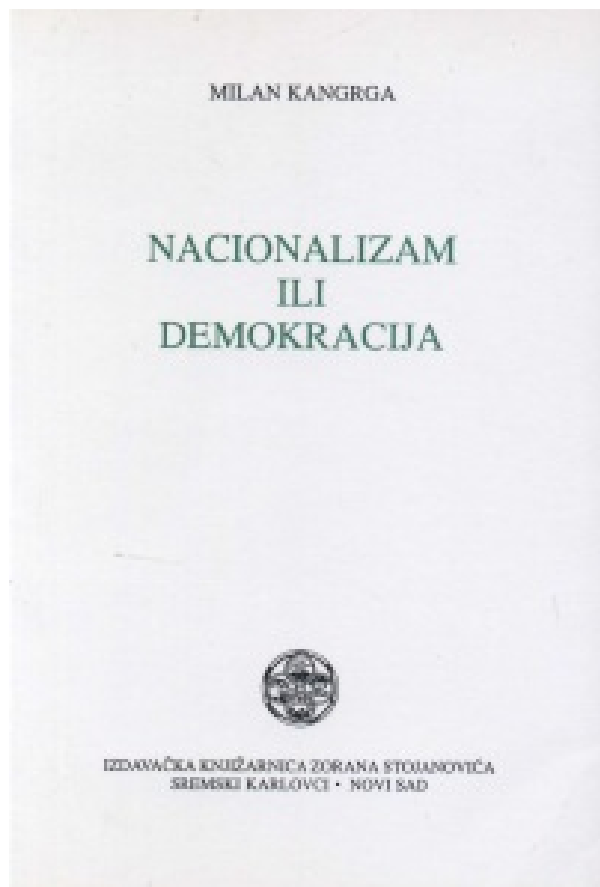 MILAN KANGRGA
NACIONALIZAM
ILI
DEMOKRACIJA
IZDAVAČKA KNJIŽARNICA ZORANA STOJANOVIĆA
SREMSKI KARLOVCI • NOVI SAD